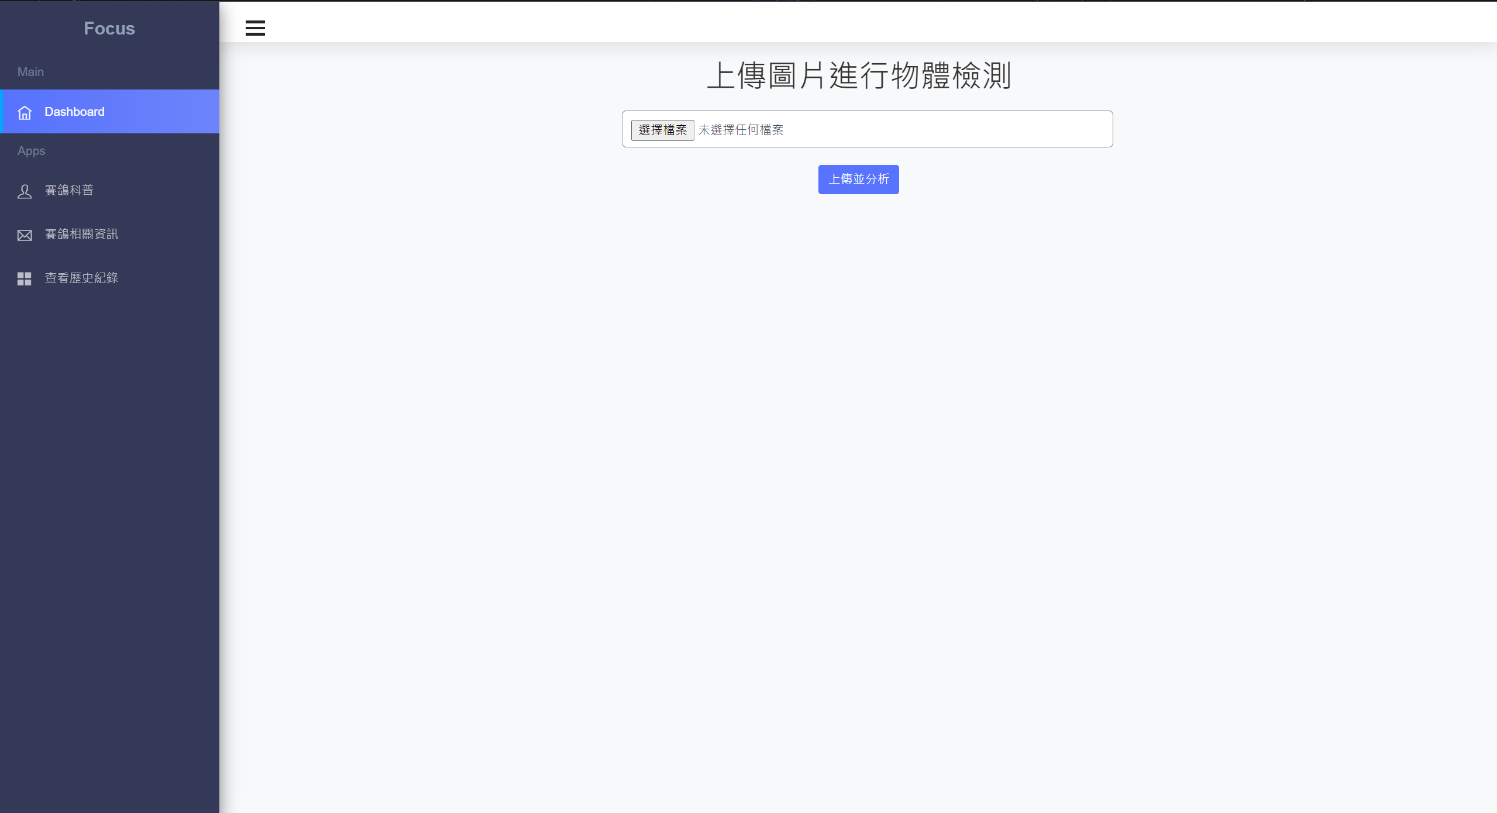 Focus
Main
Dashboard
Apps
賽鴿科普
賽鴿相關資訊
查看歷史紀錄
上傳圖片進行物體檢測
選擇檔案 未選擇任何檔案
上傳並分析